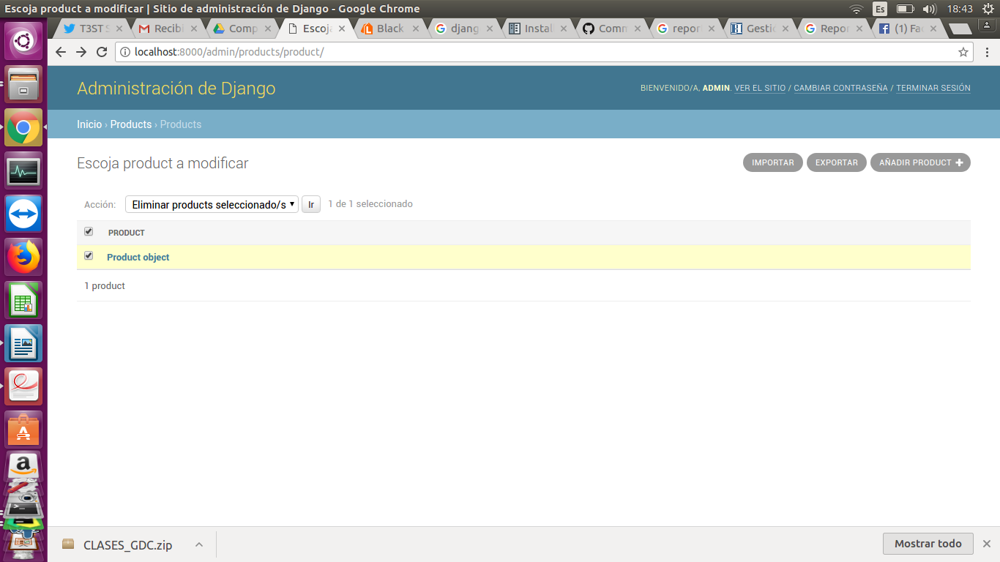 Escoja product a modificar | Sitio de administración de Django - Google Chrome
Es
18:43
T3ST S
Recibi
Comp
Escoja
Black
djang
Instal
Comm
repor
Gestic
Repor
(1) Fac
localhost:8000/admin/products/product/
Administración de Django
BIENVENIDO/A, ADMIN. VER EL SITIO / CAMBIAR CONTRASEÑA / TERMINAR SESIÓN
Inicio › Products › Products
Escoja product a modificar
IMPORTAR
EXPORTAR
AÑADIR PRODUCT
Acción:
Eliminar products seleccionado/s
Ir
1 de 1 seleccionado
PRODUCT
Product object
1 product
CLASES_GDC.zip
Mostrar todo